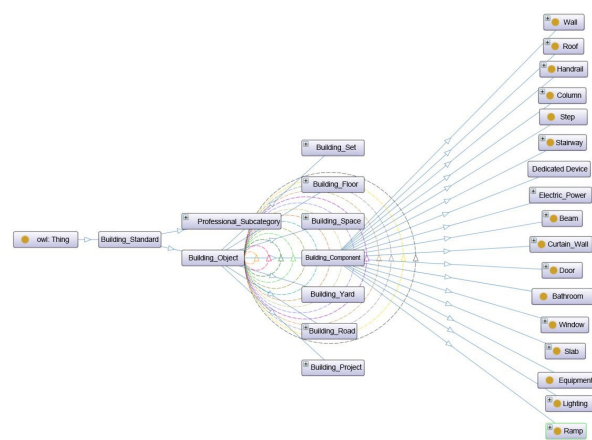 owl: Thing
Building_Standard
Professional_Subcategory
Building_Object
Building_Set
Building_Floor
Building_Space
Building_Component
Building_Yard
Building_Road
Building_Project
Wall
Roof
Handrail
Column
Step
Stairway
Dedicated Device
Electric_Power
Beam
Curtain_Wall
Door
Bathroom
Window
Slab
Equipment
Lighting
Ramp